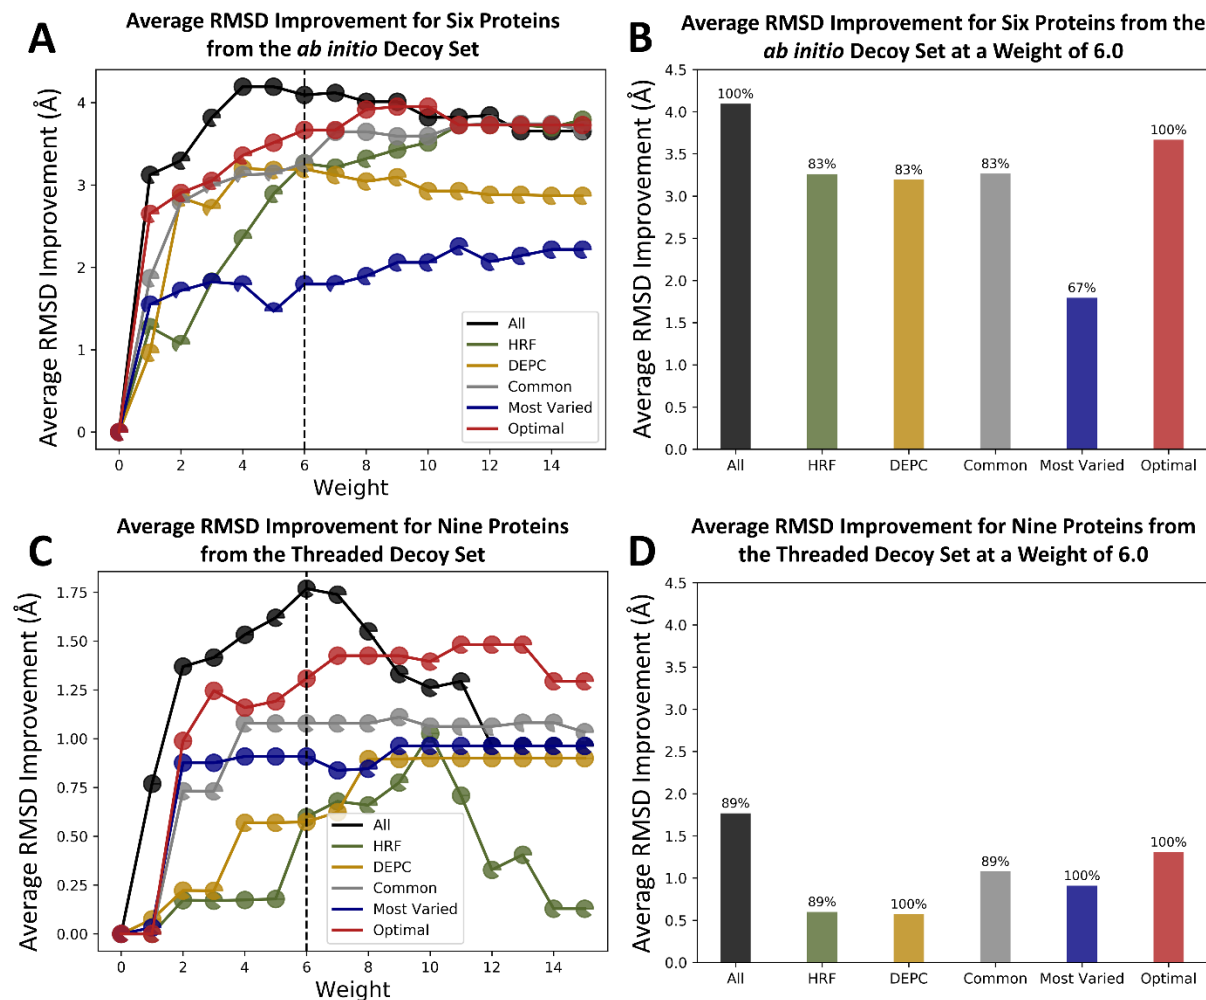 A
Average RMSD Improvement for Six Proteins
from the ab initio Decoy Set
Average RMSD Improvement (Å)
4
3
2
1
0
0 2 4 6 8 10 12 14
Weight
All
HRF
DEPC
Common
Most Varied
Optimal
B
Average RMSD Improvement for Six Proteins from the
ab initio Decoy Set at a Weight of 6.0
Average RMSD Improvement (Å)
4.5
4.0
3.5
3.0
2.5
2.0
1.5
1.0
0.5
0.0
100% 83% 83% 83% 67% 100%
All HRF DEPC Common Most Varied Optimal
C
Average RMSD Improvement for Nine Proteins
from the Threaded Decoy Set
Average RMSD Improvement (Å)
1.75
1.50
1.25
1.00
0.75
0.50
0.25
0.00
0 2 4 6 8 10 12 14
Weight
All
HRF
DEPC
Common
Most Varied
Optimal
D
Average RMSD Improvement for Nine Proteins from
the Threaded Decoy Set at a Weight of 6.0
Average RMSD Improvement (Å)
4.5
4.0
3.5
3.0
2.5
2.0
1.5
1.0
0.5
0.0
89% 89% 100% 89% 100% 100%
All HRF DEPC Common Most Varied Optimal